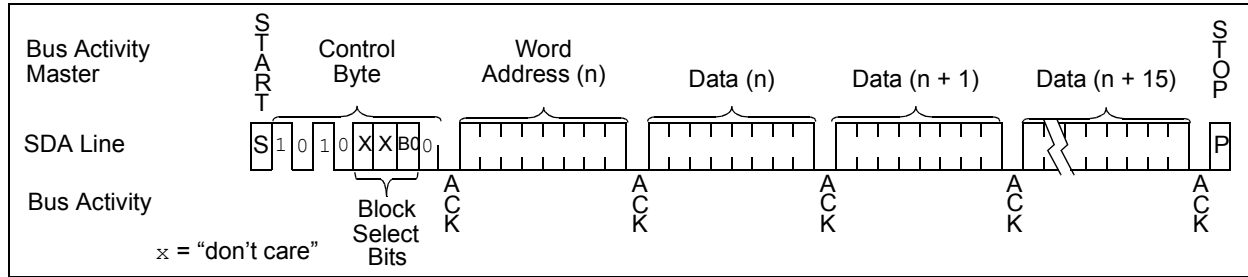 Bus Activity
Master
START
Control
Byte
Word
Address (n)
Data (n)
Data (n + 1)
Data (n + 15)
STOP
SDA Line
S 1 0 1 0 X X B0 0
P
Bus Activity
ACK
ACK
ACK
ACK
ACK
Block
Select
Bits
x = “don’t care”